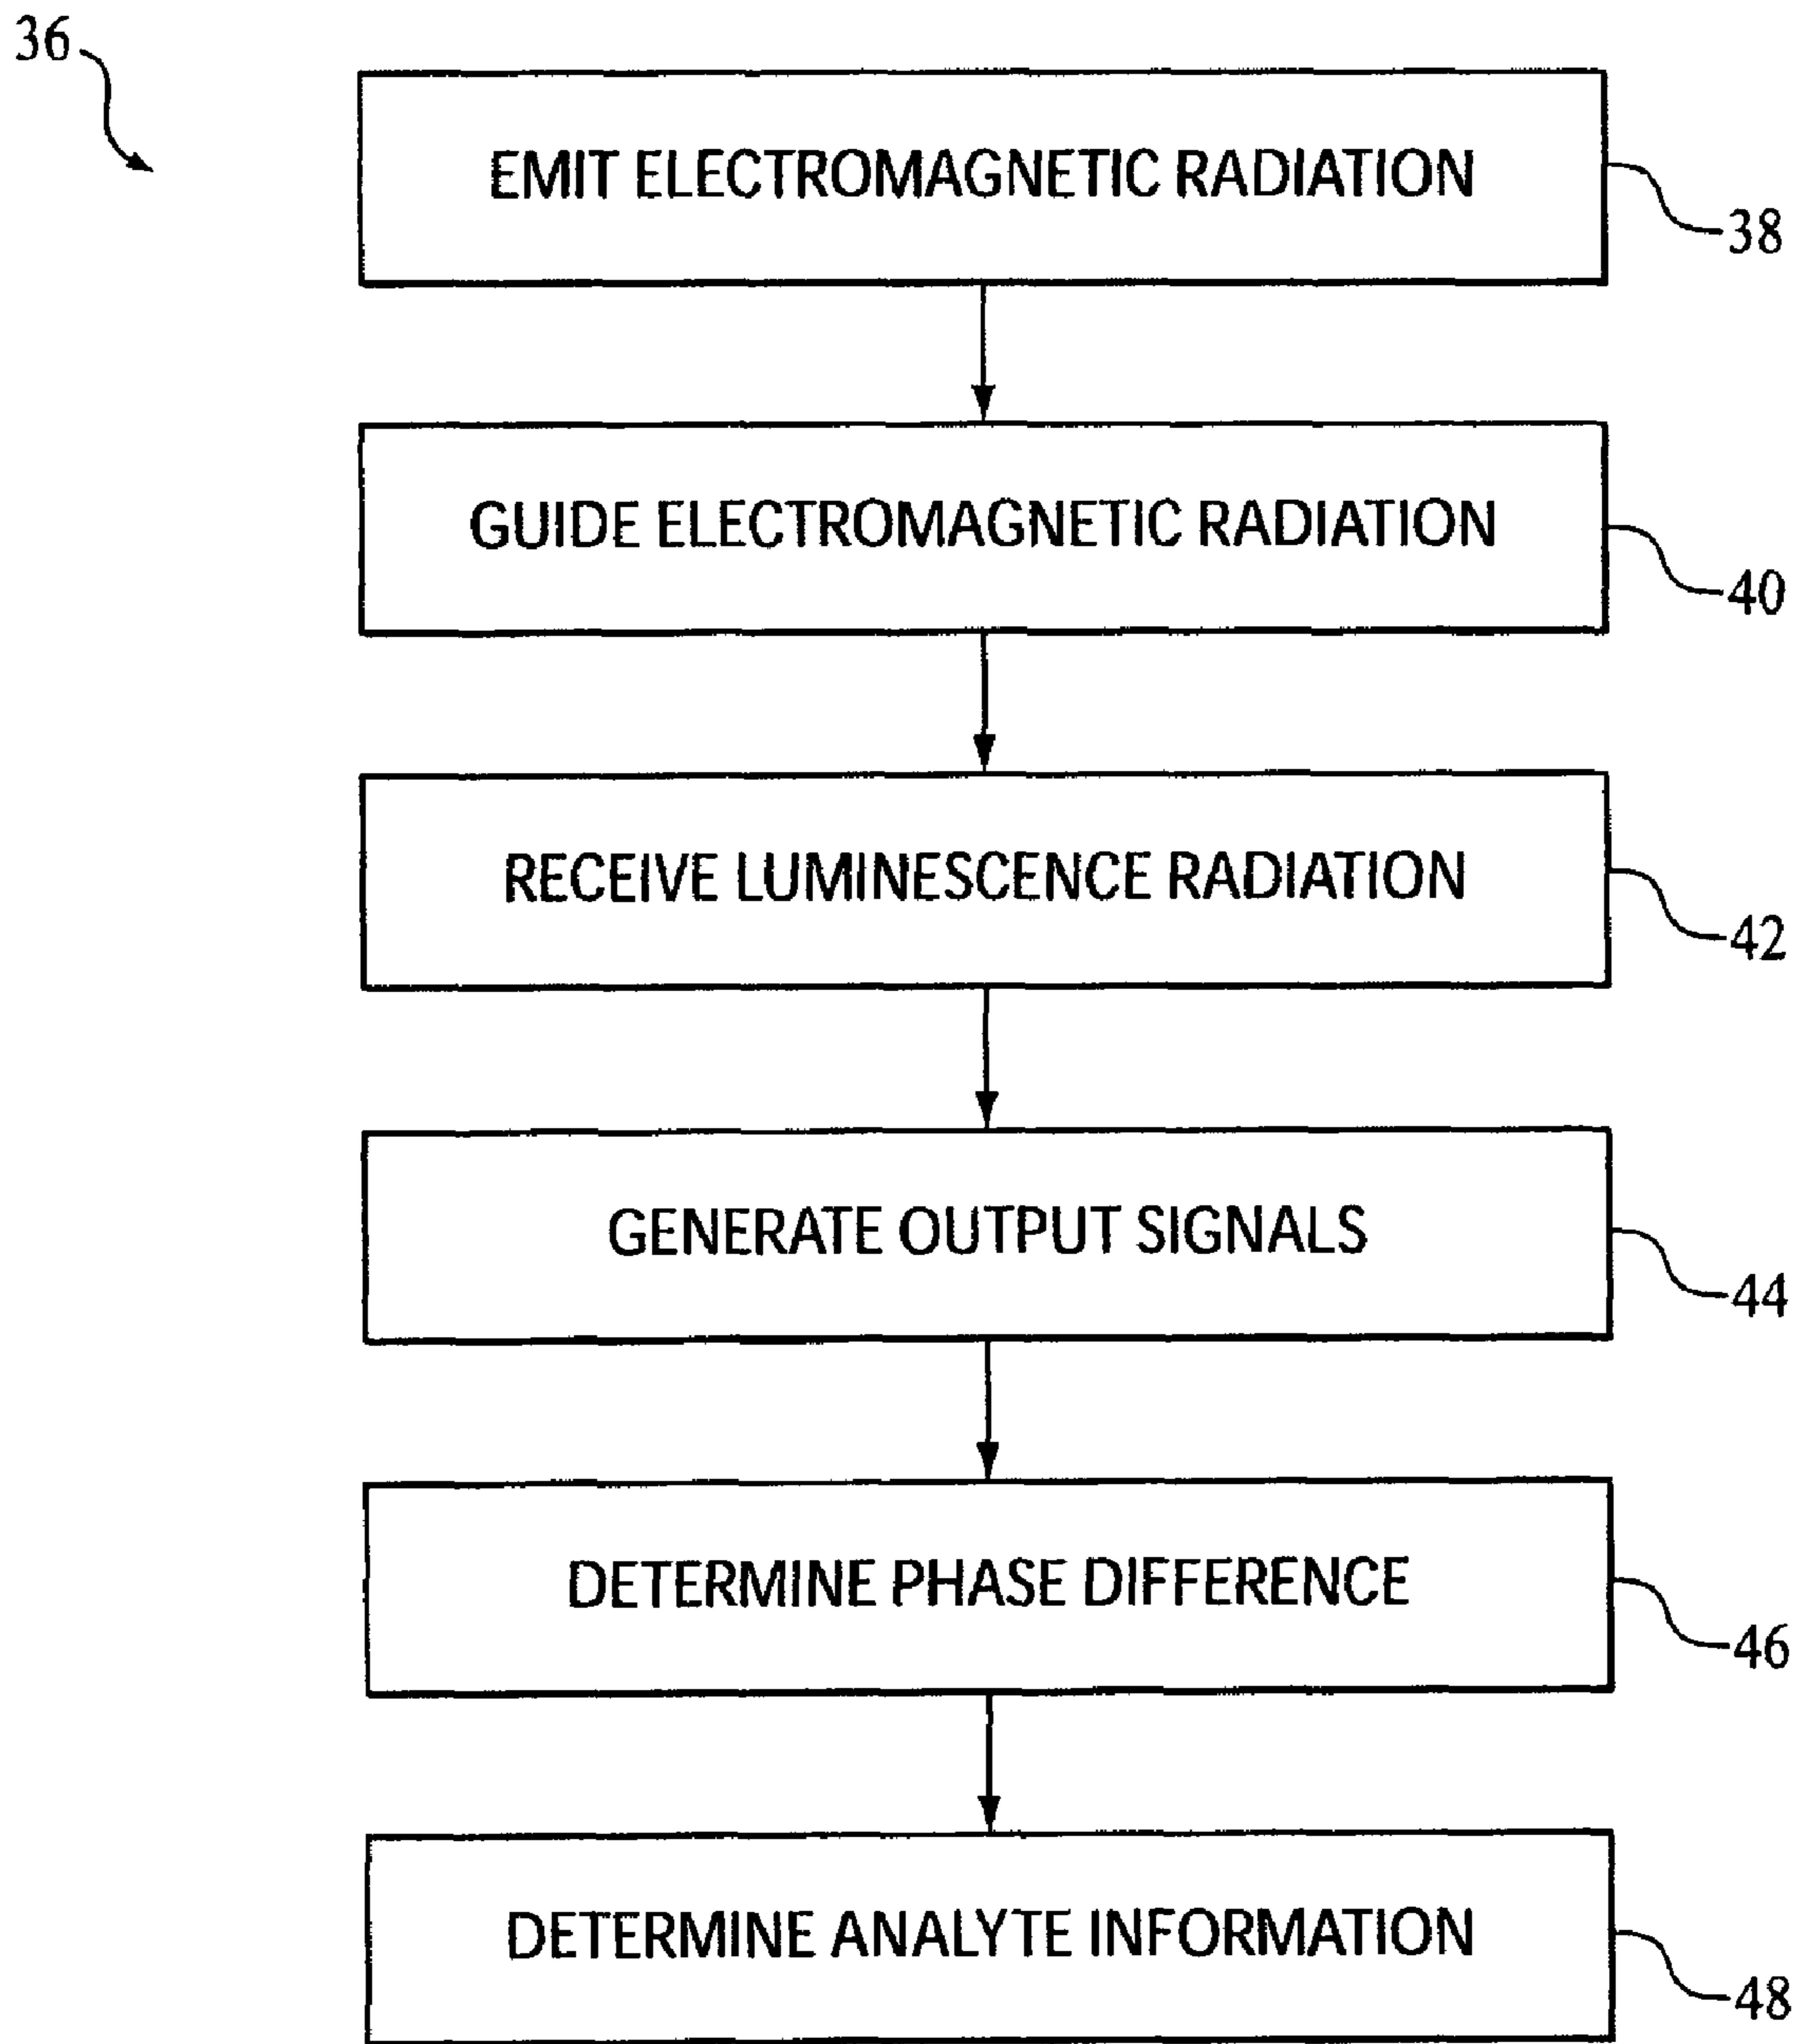 36
EMIT ELECTROMAGNETIC RADIATION
38
GUIDE ELECTROMAGNETIC RADIATION
40
RECEIVE LUMINESCENCE RADIATION
42
GENERATE OUTPUT SIGNALS
44
DETERMINE PHASE DIFFERENCE
46
DETERMINE ANALYTE INFORMATION
48